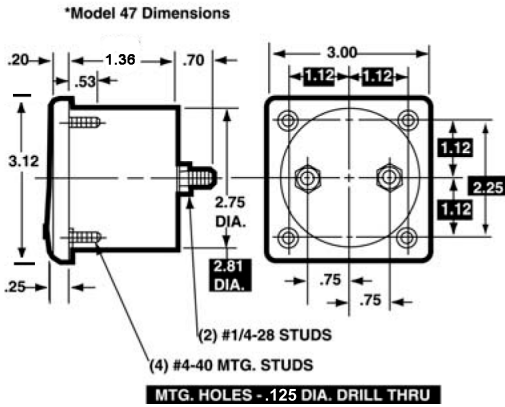 *Model 47 Dimensions
.20
1.36
.70
.53
3.12
2.75
DIA.
2.81
DIA.
.25
3.00
1.12
1.12
1.12
2.25
1.12
.75
.75
(2) #1/4-28 STUDS
(4) #4-40 MTG. STUDS
MTG. HOLES - .125 DIA. DRILL THRU